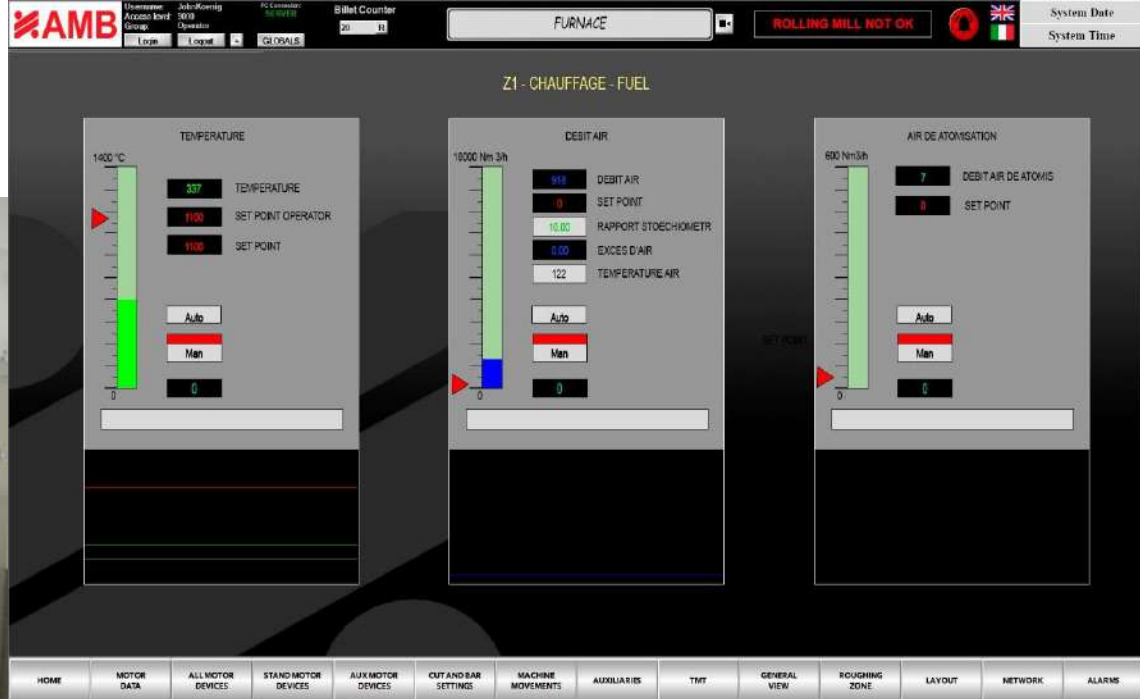 AMB
Username: JohnKoenig
Access level: 9000
Group: Operator
Login Logout
PC Connection:
SERVER
GLOBALS
Billet Counter
20 R
FURNACE
ROLLING MILL NOT OK
System Date
System Time
Z1 - CHAUFFAGE - FUEL
TEMPERATURE
1400 °C
337 TEMPERATURE
1100 SET POINT OPERATOR
1100 SET POINT
Auto
Man
0
0
DEBIT AIR
Nm 3/h
918 DEBIT AIR
0 SET POINT
10.00 RAPPORT STOECHIOMETR
0.00 EXCES D'AIR
122 TEMPERATURE AIR
Auto
Man
0
0
SET POINT
AIR DE ATOMISATION
600 Nm3/h
7 DEBIT AIR DE ATOMIS
0 SET POINT
Auto
Man
0
0
HOME
MOTOR
DATA
ALL MOTOR
DEVICES
STAND MOTOR
DEVICES
AUX MOTOR
DEVICES
CUT AND BAR
SETTINGS
MACHINE
MOVEMENTS
AUXILIARIES
TMT
GENERAL
VIEW
ROUGHING
ZONE
LAYOUT
NETWORK
ALARMS